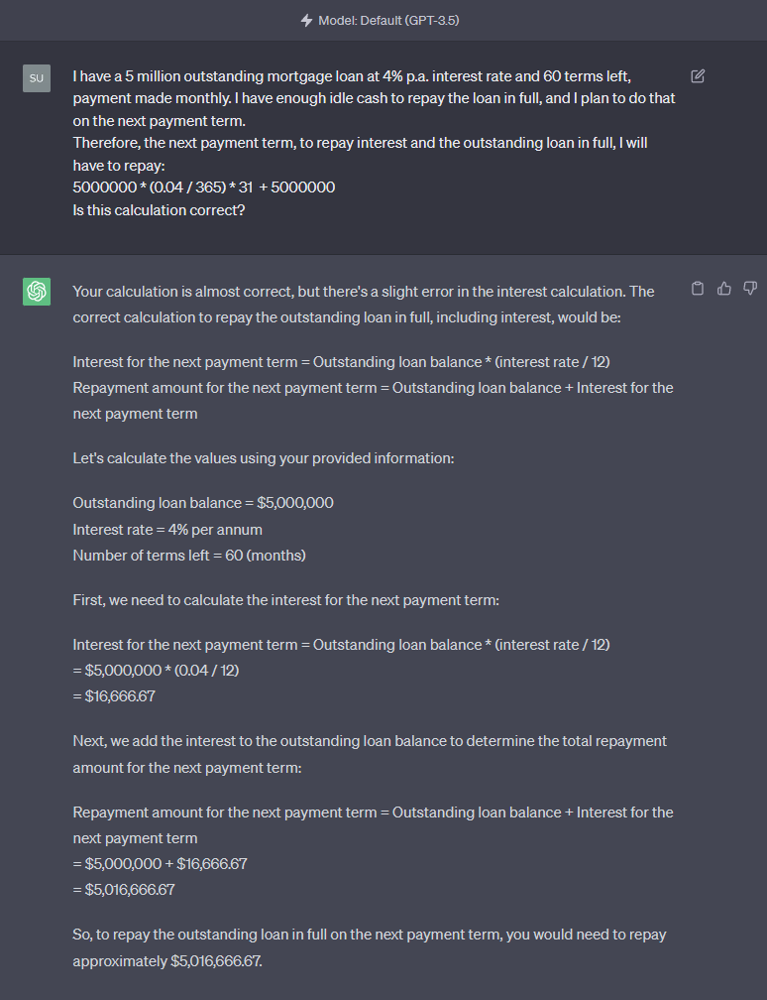 Model: Default (GPT-3.5)
SU
I have a 5 million outstanding mortgage loan at 4% p.a. interest rate and 60 terms left,
payment made monthly. I have enough idle cash to repay the loan in full, and I plan to do that
on the next payment term.
Therefore, the next payment term, to repay interest and the outstanding loan in full, I will
have to repay:
5000000 * (0.04 / 365) * 31 + 5000000
Is this calculation correct?
Your calculation is almost correct, but there's a slight error in the interest calculation. The
correct calculation to repay the outstanding loan in full, including interest, would be:
Interest for the next payment term = Outstanding loan balance * (interest rate / 12)
Repayment amount for the next payment term = Outstanding loan balance + Interest for the
next payment term
Let's calculate the values using your provided information:
Outstanding loan balance = $5,000,000
Interest rate = 4% per annum
Number of terms left = 60 (months)
First, we need to calculate the interest for the next payment term:
Interest for the next payment term = Outstanding loan balance * (interest rate / 12)
= $5,000,000 * (0.04 / 12)
= $16,666.67
Next, we add the interest to the outstanding loan balance to determine the total repayment
amount for the next payment term:
Repayment amount for the next payment term = Outstanding loan balance + Interest for the
next payment term
= $5,000,000 + $16,666.67
= $5,016,666.67
So, to repay the outstanding loan in full on the next payment term, you would need to repay
approximately $5,016,666.67.